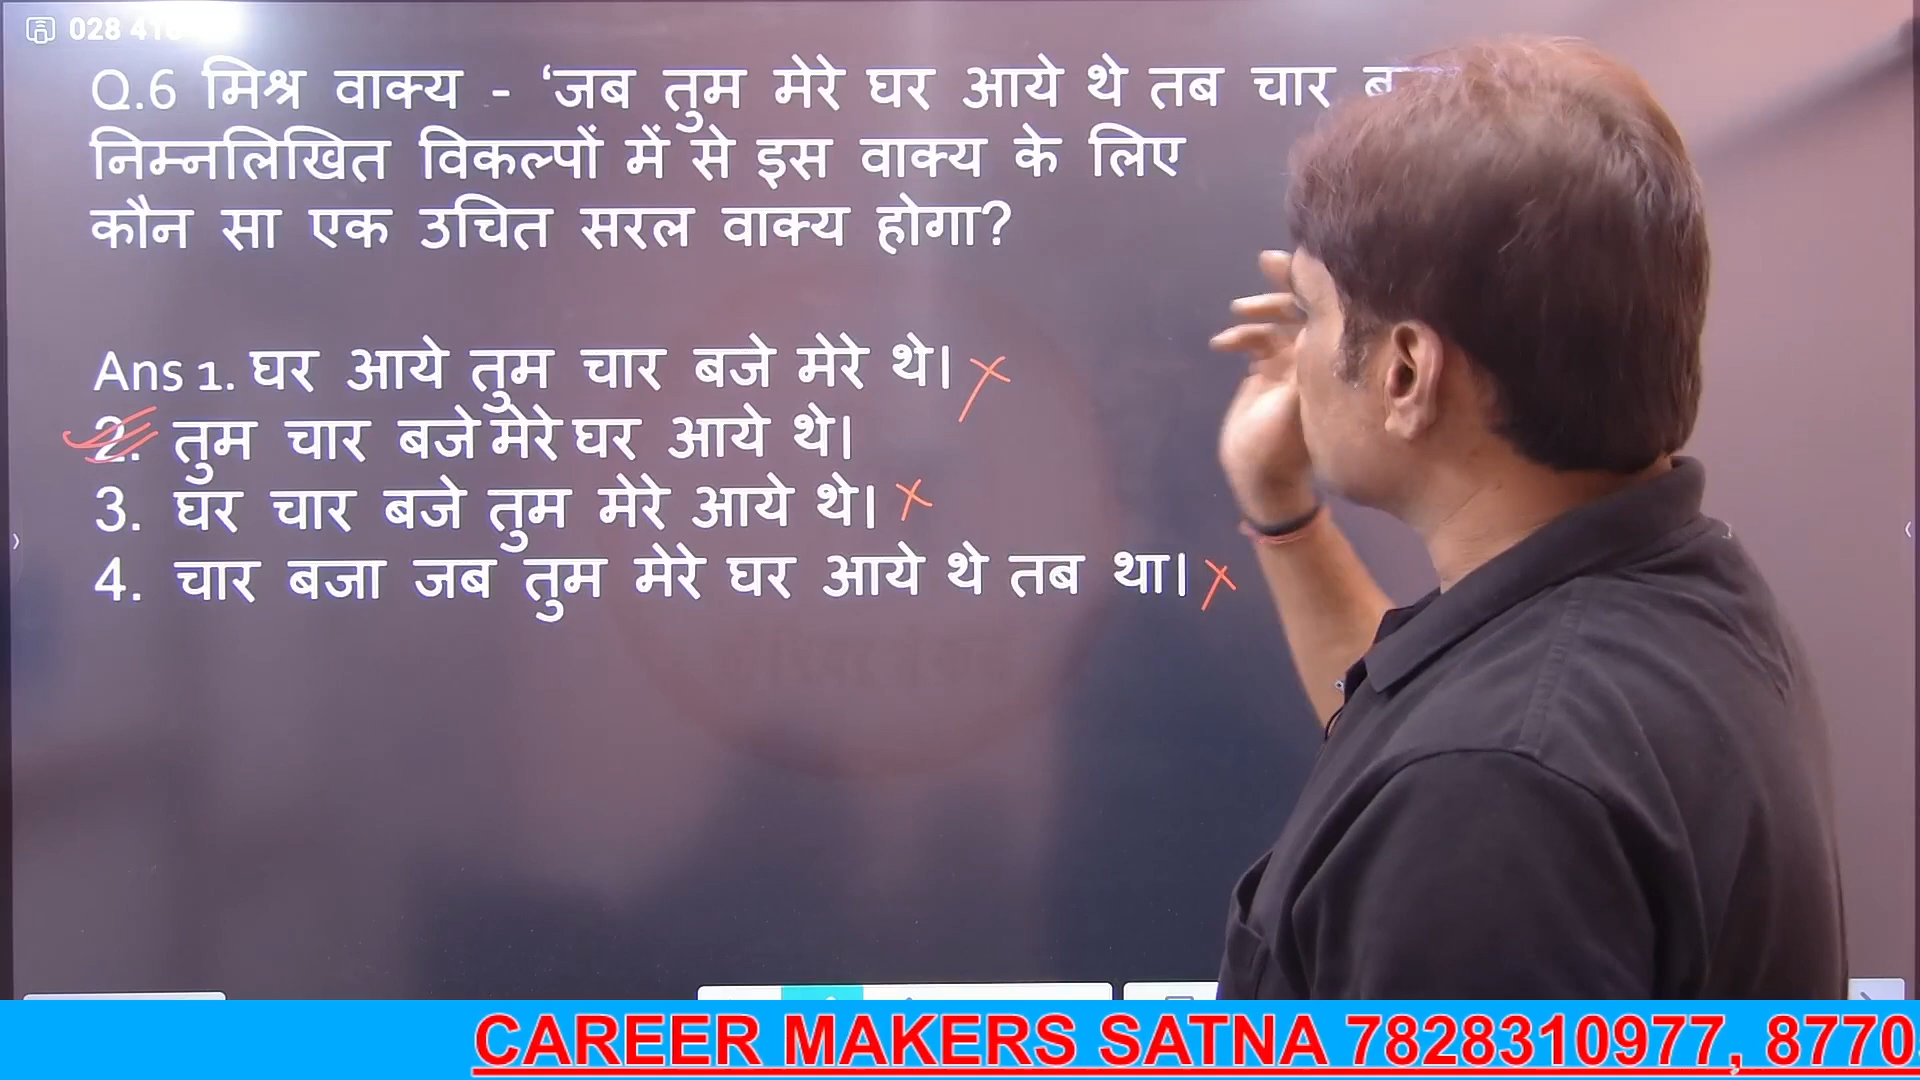 028
Q.6 मिश्र वाक्य - ‘जब तुम मेरे घर आये थे तब चार
निम्नलिखित विकल्पों में से इस वाक्य के लिए
कौन सा एक उचित सरल वाक्य होगा?
Ans 1. घर आये तुम चार बजे मेरे थे।
2. तुम चार बजे मेरे घर आये थे।
3. घर चार बजे तुम मेरे आये थे।
4. चार बजा जब तुम मेरे घर आये थे तब था।
CAREER MAKERS SATNA 7828310977, 8770